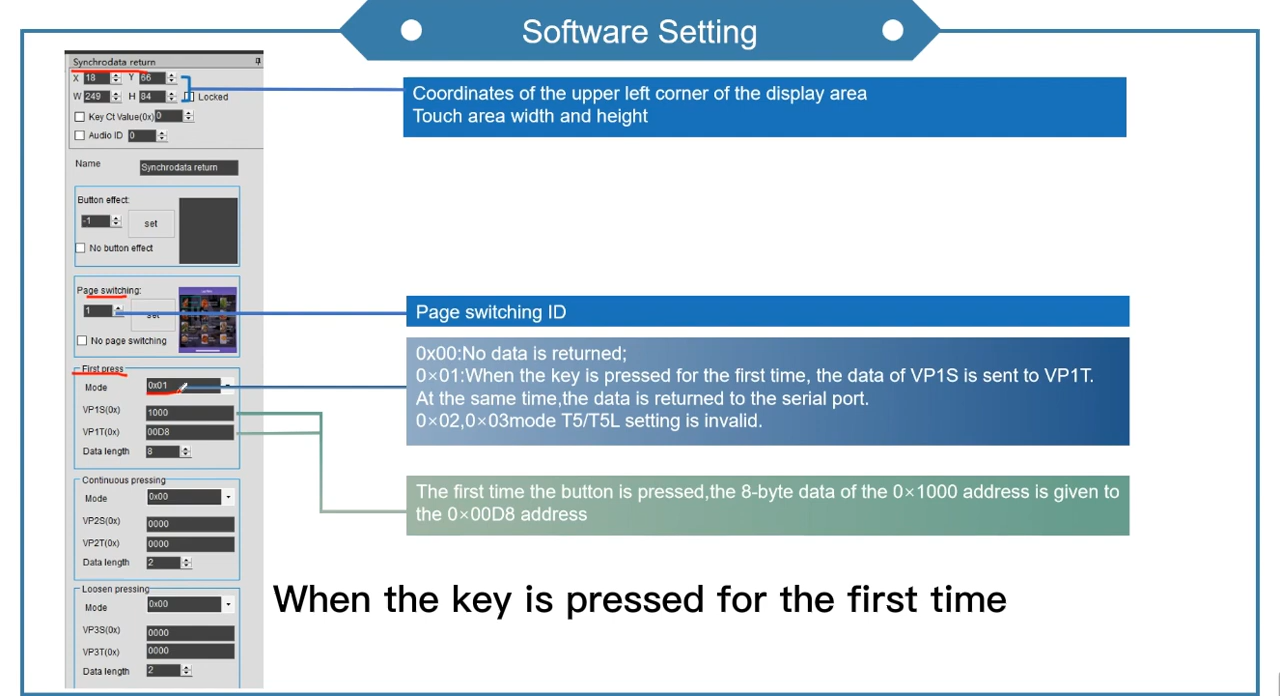 Software Setting
Synchrodata return
X 18 Y 66
W 249 H 84 Locked
Key Ct Value(0x) 0
Audio ID 0
Name Synchrodata return
Button effect:
-1 set
No button effect
Page switching:
1 set
No page switching
First press
Mode 0x01
VP1S(0x) 1000
VP1T(0x) 00D8
Data length 8
Continuous pressing
Mode 0x00
VP2S(0x) 0000
VP2T(0x) 0000
Data length 2
Loosen pressing
Mode 0x00
VP3S(0x) 0000
VP3T(0x) 0000
Data length 2
Coordinates of the upper left corner of the display area
Touch area width and height
Page switching ID
0x00:No data is returned;
0×01:When the key is pressed for the first time, the data of VP1S is sent to VP1T.
At the same time,the data is returned to the serial port.
0×02,0×03mode T5/T5L setting is invalid.
The first time the button is pressed,the 8-byte data of the 0×1000 address is given to
the 0×00D8 address
When the key is pressed for the first time